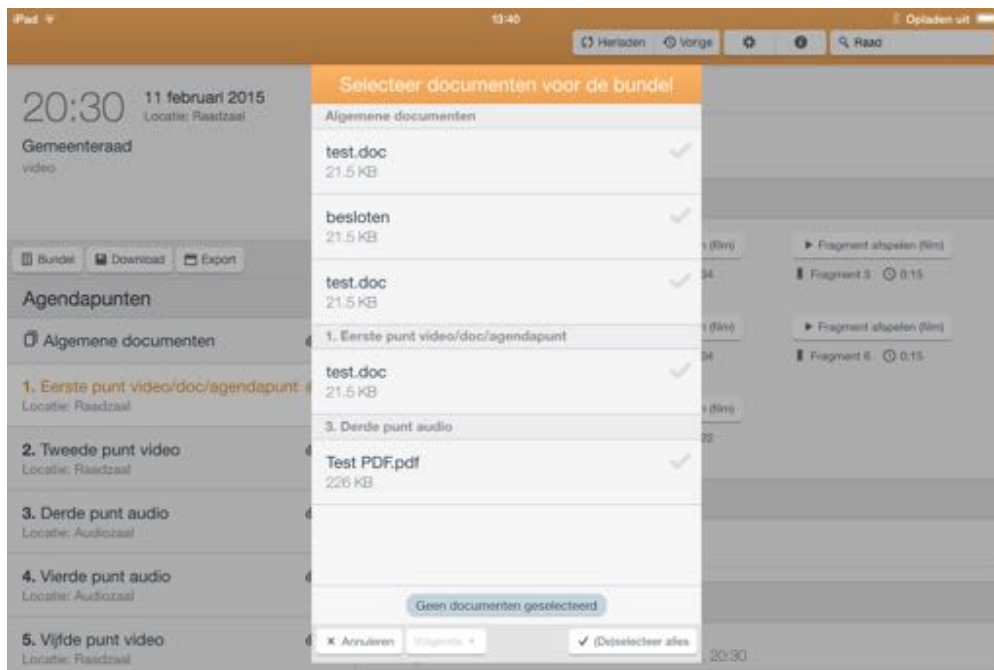 iPad
13:40
Opladen uit
Herladen
Vorige
Raad
20:30
11 februari 2015
Locatie: Raadzaal
Gemeenteraad
video
Bundel
Download
Export
Agendapunten
Algemene documenten
1. Eerste punt video/doc/agendapunt
Locatie: Raadzaal
2. Tweede punt video
Locatie: Raadzaal
3. Derde punt audio
Locatie: Audiozaal
4. Vierde punt audio
Locatie: Audiozaal
5. Vijfde punt video
Locatie: Raadzaal
Selecteer documenten voor de bundel
Algemene documenten
test.doc
21.5 KB
besloten
21.5 KB
test.doc
21.5 KB
1. Eerste punt video/doc/agendapunt
test.doc
21.5 KB
3. Derde punt audio
Test PDF.pdf
226 KB
Geen documenten geselecteerd
Annuleren
Volgende
(De)selecteer alles
(film)
Fragment afspelen (film)
Fragment 3
0:15
(film)
Fragment afspelen (film)
Fragment 6
0:15
(film)
20:30